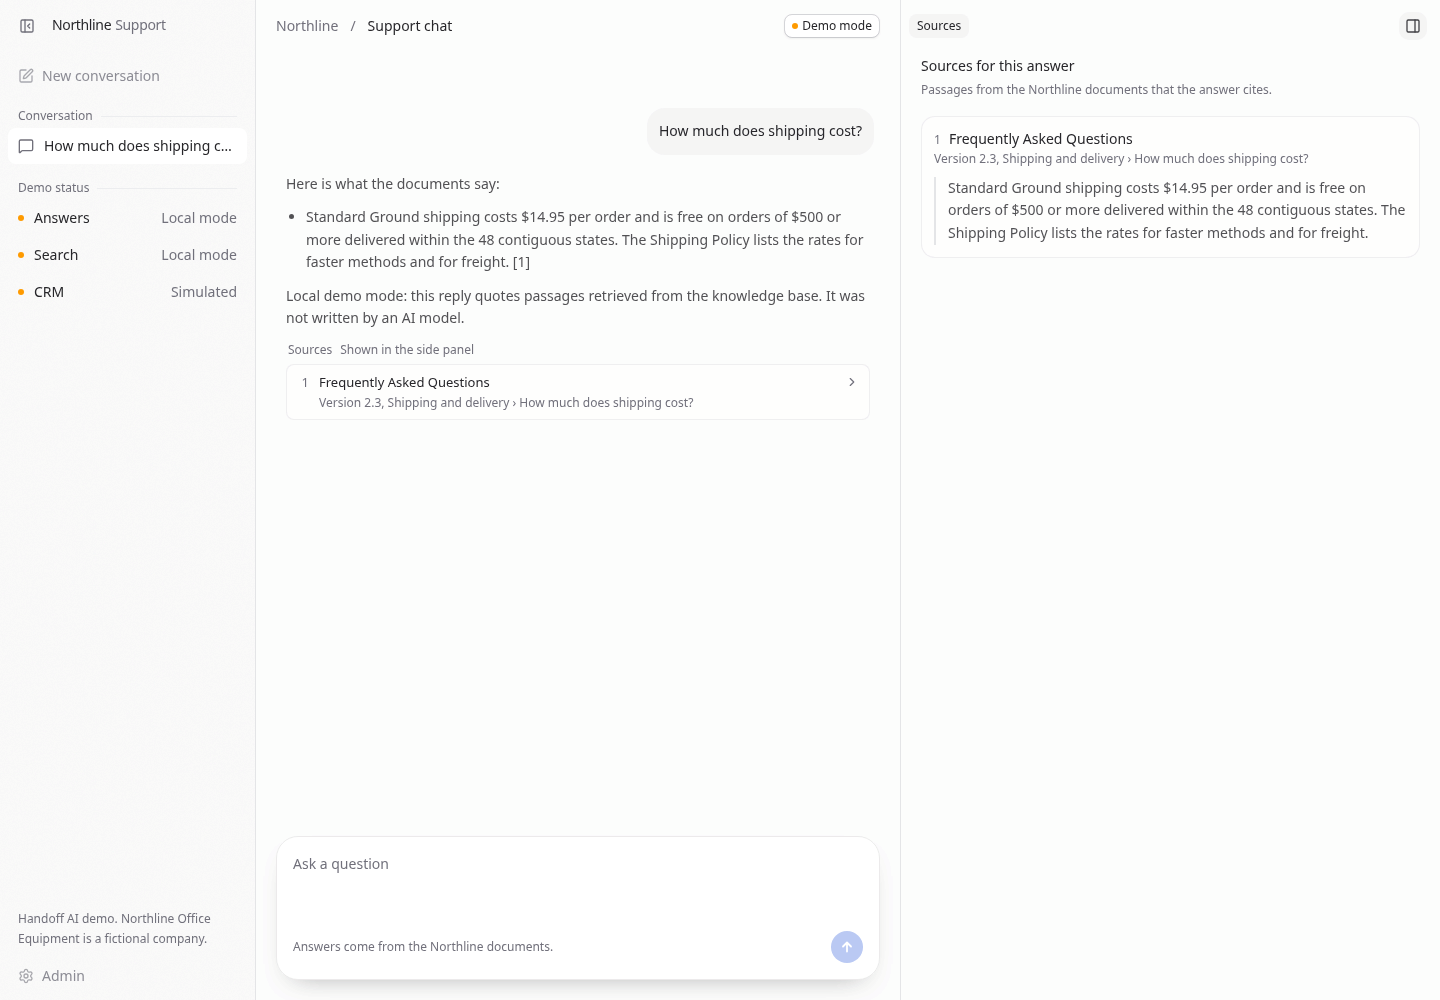 Northline Support
New conversation
Conversation
How much does shipping c...
Demo status
Answers Local mode
Search Local mode
CRM Simulated
Handoff AI demo. Northline Office
Equipment is a fictional company.
Admin
Northline / Support chat
Demo mode
How much does shipping cost?
Here is what the documents say:
• Standard Ground shipping costs $14.95 per order and is free on orders of $500 or
more delivered within the 48 contiguous states. The Shipping Policy lists the rates for
faster methods and for freight. [1]
Local demo mode: this reply quotes passages retrieved from the knowledge base. It was
not written by an AI model.
Sources Shown in the side panel
1 Frequently Asked Questions
Version 2.3, Shipping and delivery › How much does shipping cost?
Ask a question
Answers come from the Northline documents.
Sources
Sources for this answer
Passages from the Northline documents that the answer cites.
1 Frequently Asked Questions
Version 2.3, Shipping and delivery › How much does shipping cost?
Standard Ground shipping costs $14.95 per order and is free on
orders of $500 or more delivered within the 48 contiguous states. The
Shipping Policy lists the rates for faster methods and for freight.